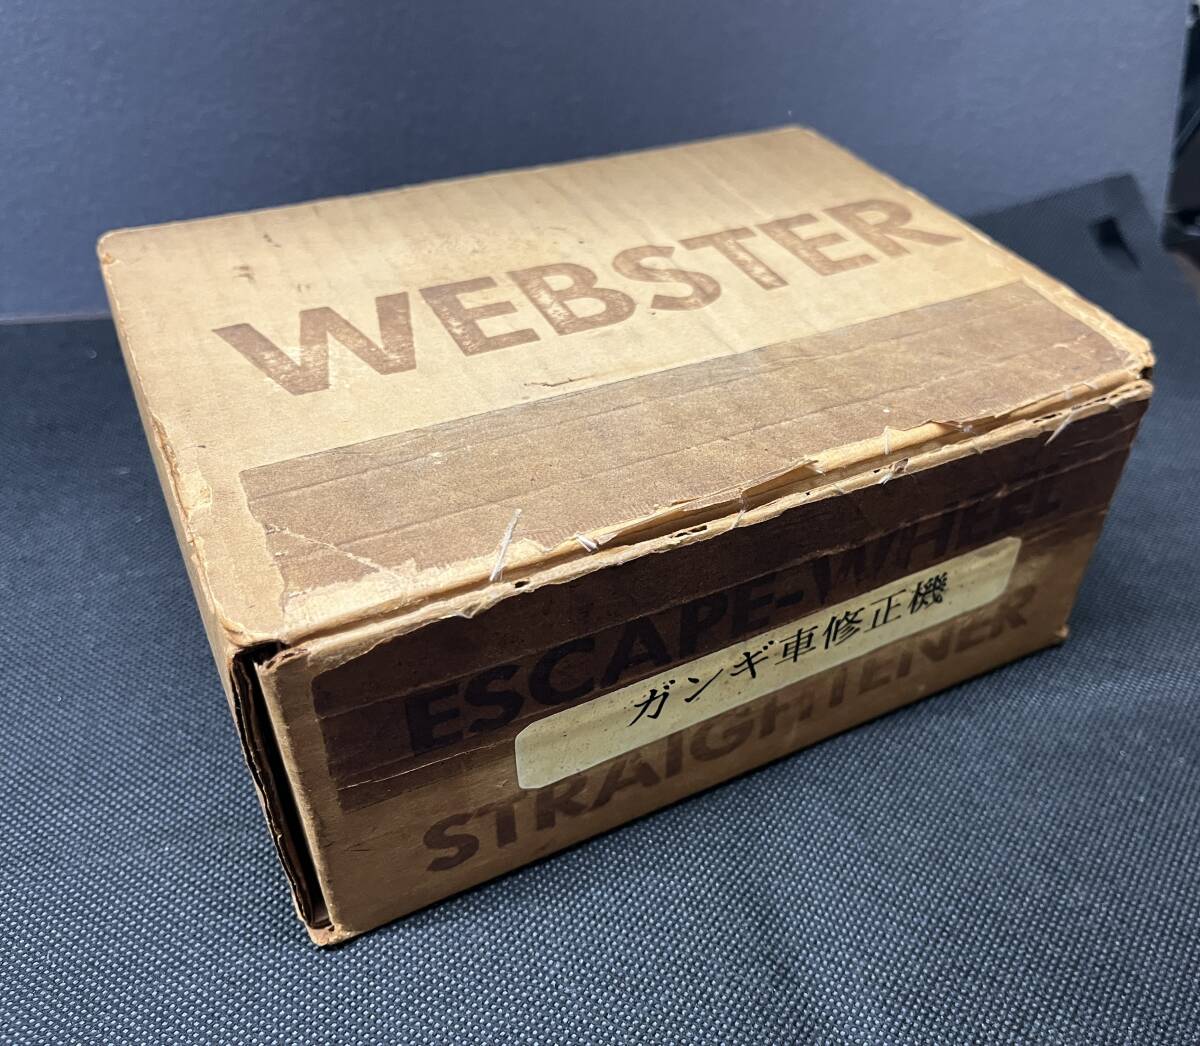 WEBSTER
ESCAPE-WHEEL
ガンギ車修正機
STRAIGHTENER